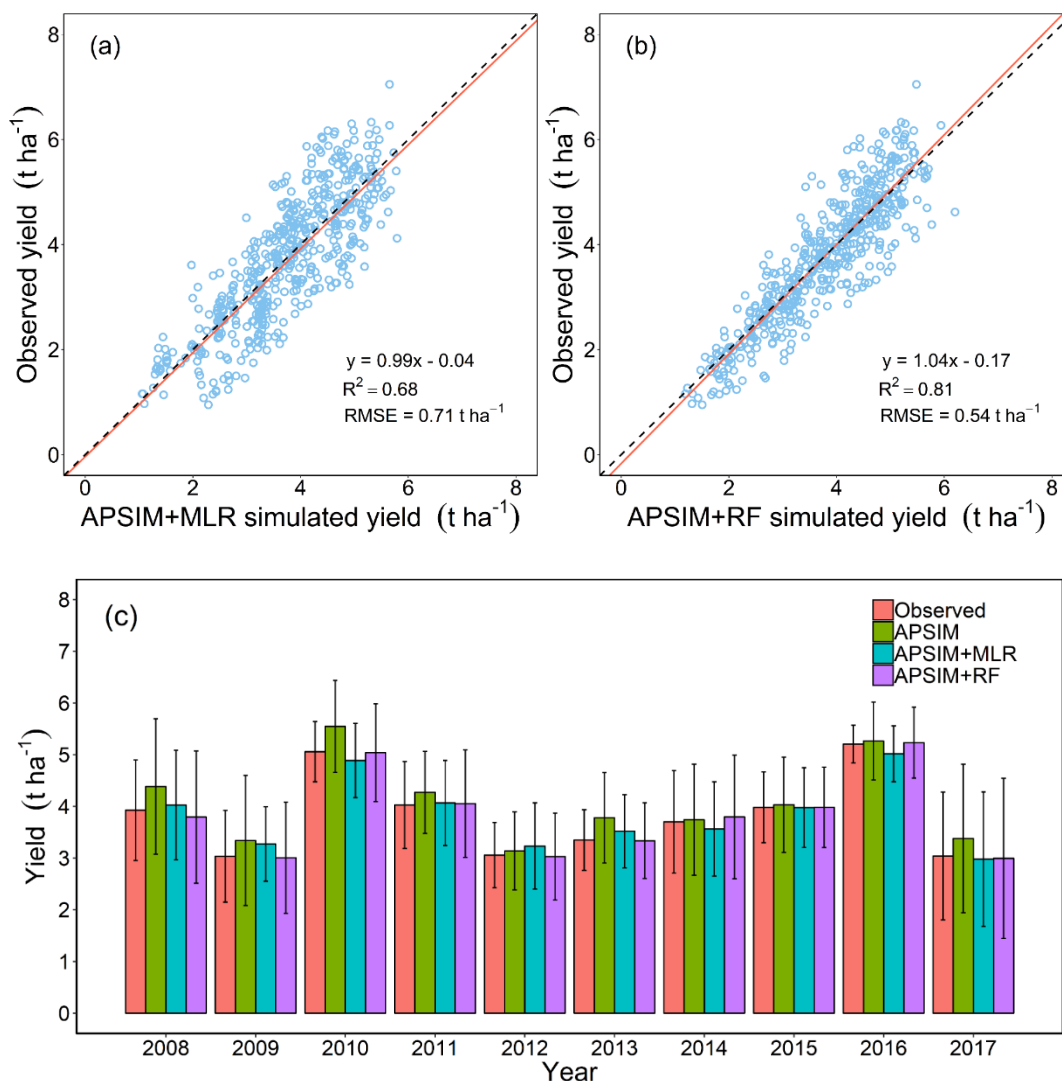 (a)
8
6
4
2
0
Observed yield (t ha⁻¹)
y = 0.99x - 0.04
R² = 0.68
RMSE = 0.71 t ha⁻¹
0 2 4 6 8
APSIM+MLR simulated yield (t ha⁻¹)
(b)
8
6
4
2
0
Observed yield (t ha⁻¹)
y = 1.04x - 0.17
R² = 0.81
RMSE = 0.54 t ha⁻¹
0 2 4 6 8
APSIM+RF simulated yield (t ha⁻¹)
(c)
8
7
6
5
4
3
2
1
0
Yield (t ha⁻¹)
Observed
APSIM
APSIM+MLR
APSIM+RF
2008 2009 2010 2011 2012 2013 2014 2015 2016 2017
Year